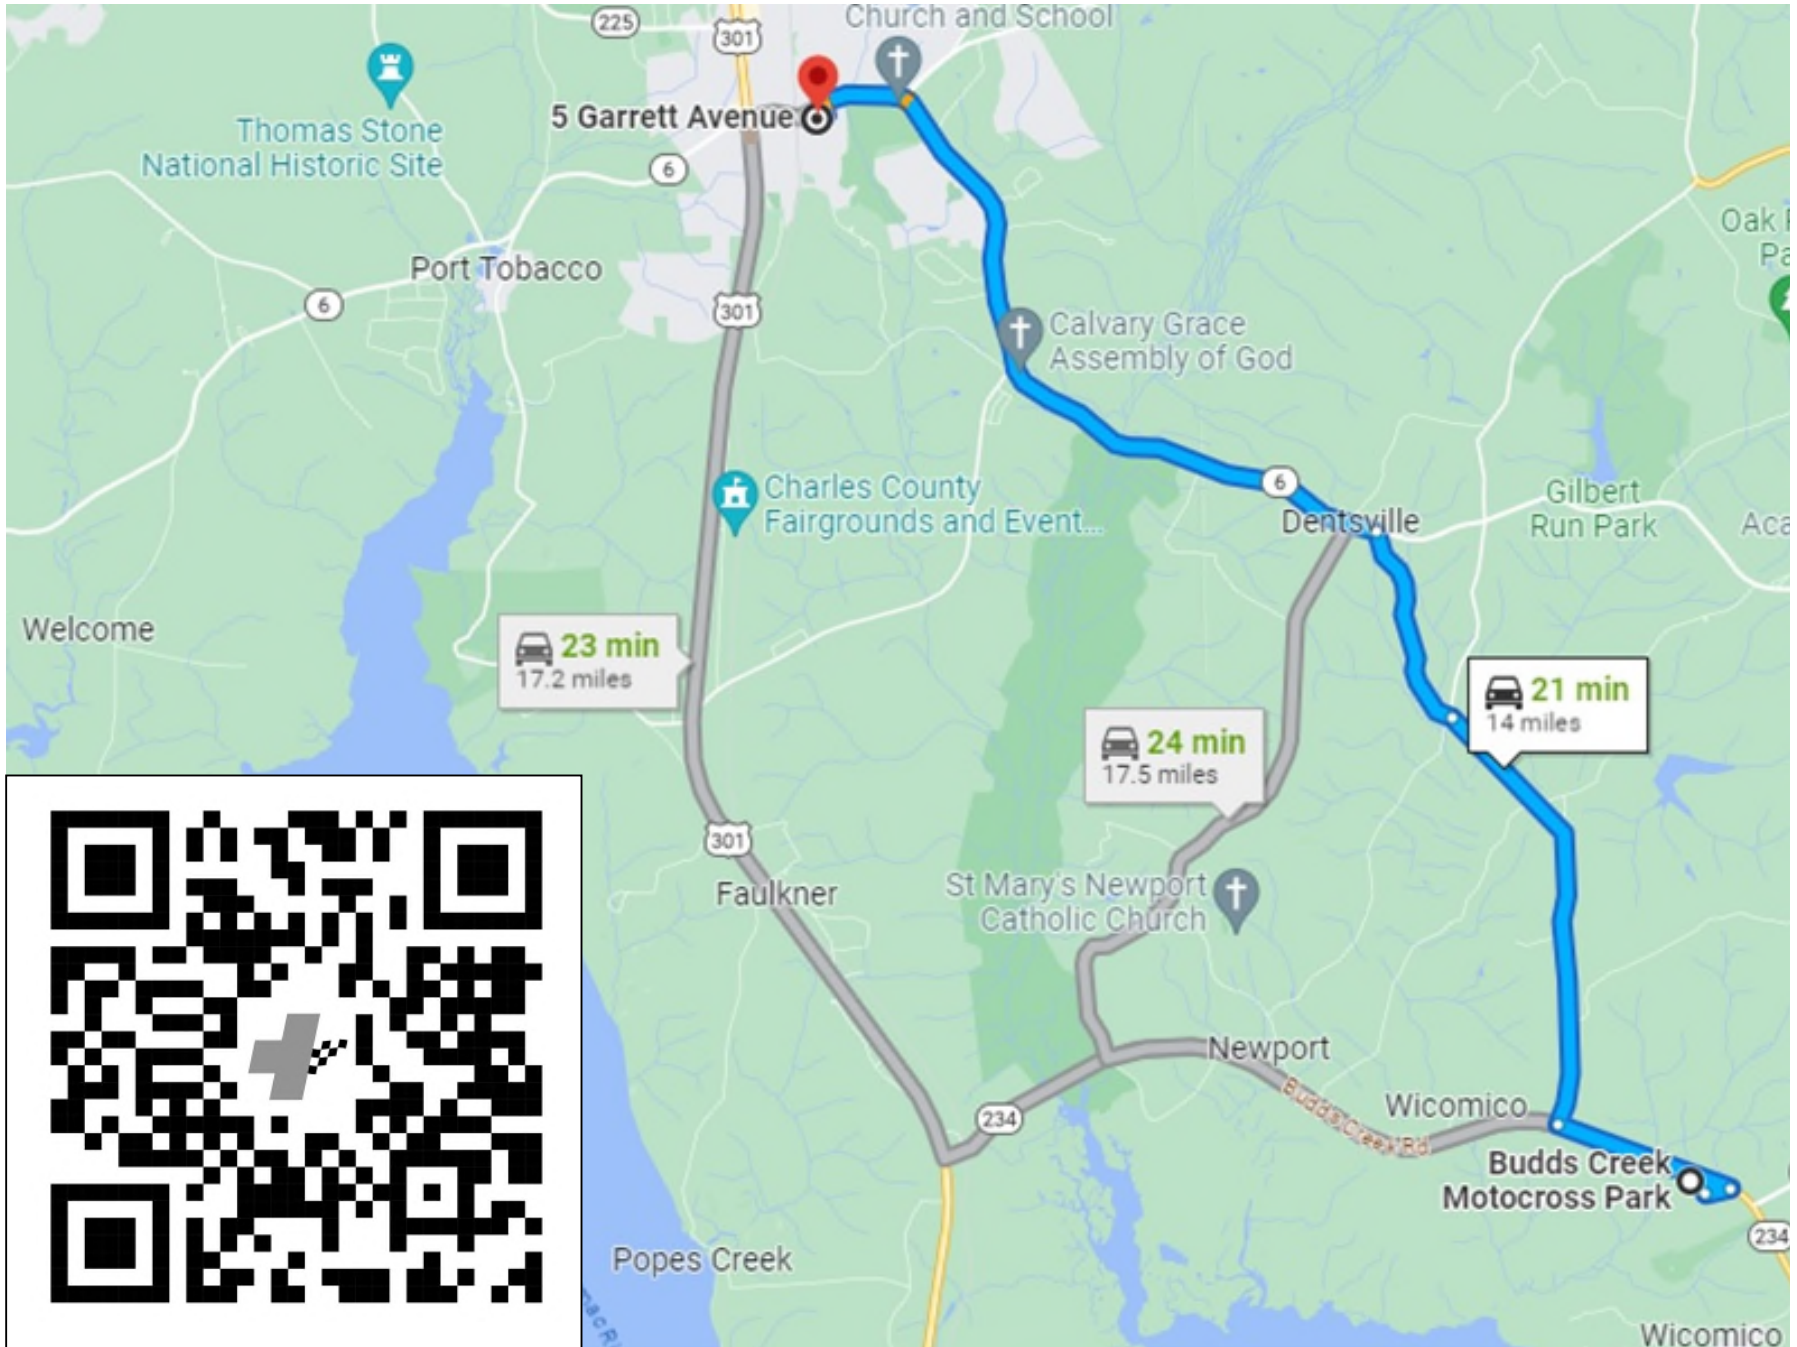 225
301
Church and School
5 Garrett Avenue
Thomas Stone
National Historic Site
6
Port Tobacco
6
301
Calvary Grace
Assembly of God
Oak
6
Charles County
Fairgrounds and Event...
Dentsville
Gilbert
Run Park
Welcome
23 min
17.2 miles
21 min
14 miles
24 min
17.5 miles
301
Faulkner
St Mary's Newport
Catholic Church
Newport
Budds Creek Rd
234
Wicomico
Budds Creek
Motocross Park
234
Popes Creek
Wicomico